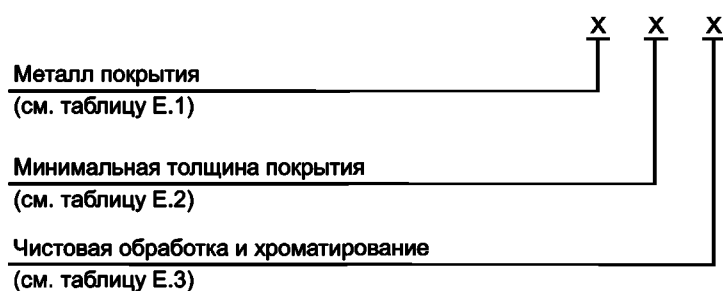 X X X
Металл покрытия
(см. таблицу Е.1)
Минимальная толщина покрытия
(см. таблицу Е.2)
Чистовая обработка и хроматирование
(см. таблицу Е.3)